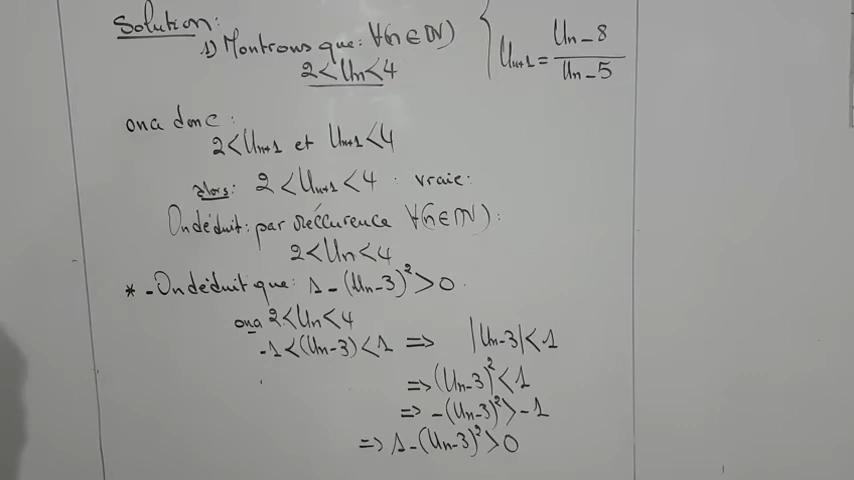 Solution:
1) Montrons que: ∀(n∈ℕ)
2<Un<4
Un+1 = (Un-8)/(Un-5)
ona donc:
2<Un+1 et Un+1<4
alors: 2<Un+1<4 : vraie:
On déduit: par réccurence ∀(n∈ℕ):
2<Un<4
* - On déduit que: 1-(Un-3)²>0.
ona 2<Un<4
-1<(Un-3)<1 => |Un-3|<1
=> (Un-3)²<1
=> -(Un-3)²>-1
=> 1-(Un-3)²>0